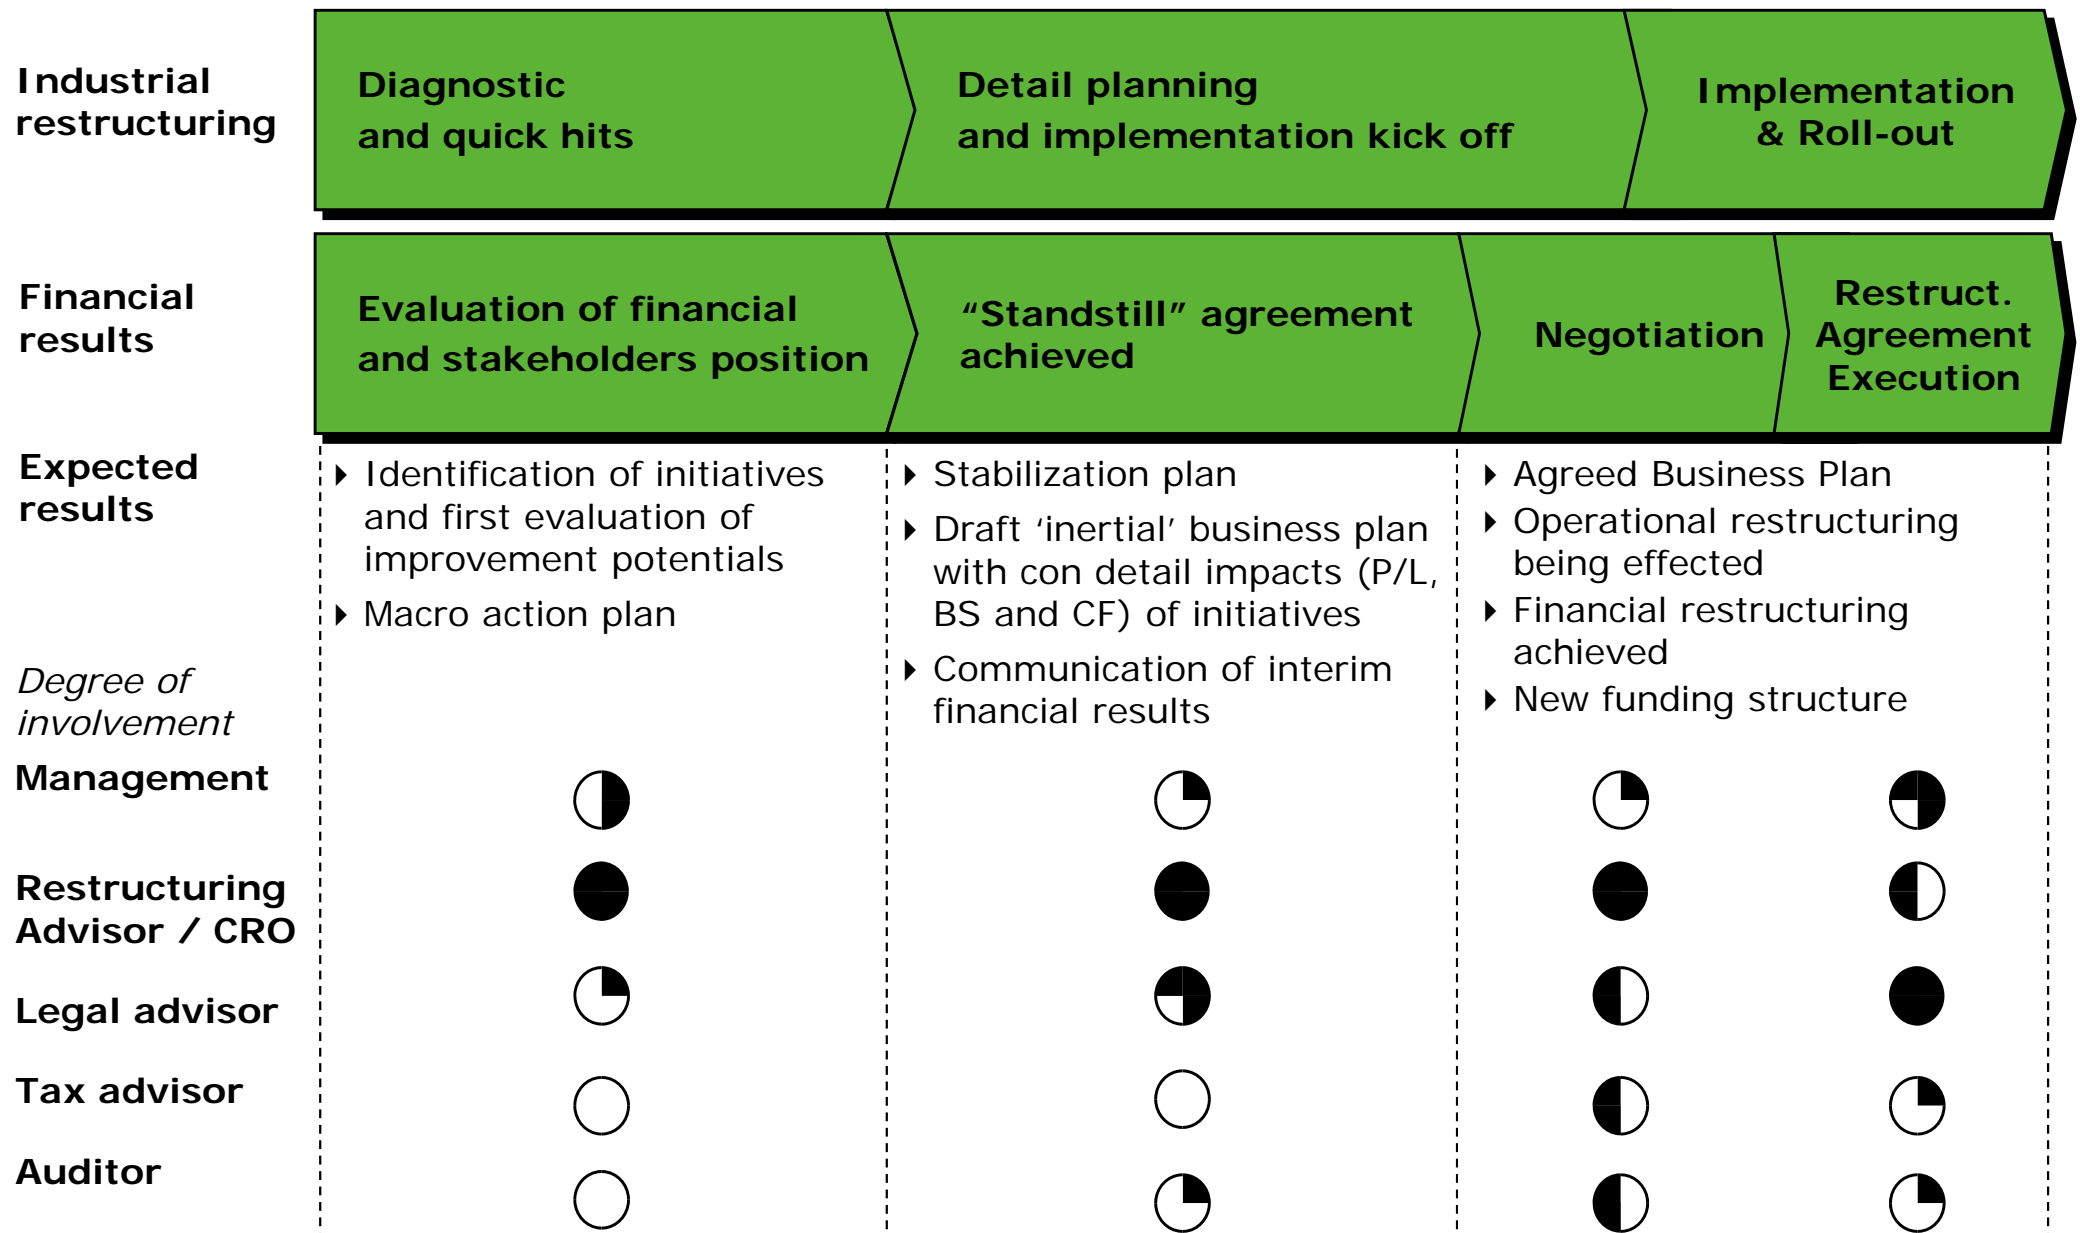 Industrial
restructuring
Diagnostic
and quick hits
Detail planning
and implementation kick off
Implementation
& Roll-out
Financial
results
Evaluation of financial
and stakeholders position
“Standstill” agreement
achieved
Negotiation
Restruct.
Agreement
Execution
Expected
results
Identification of initiatives
and first evaluation of
improvement potentials
Macro action plan
Stabilization plan
Draft ‘inertial’ business plan
with con detail impacts (P/L,
BS and CF) of initiatives
Communication of interim
financial results
Agreed Business Plan
Operational restructuring
being effected
Financial restructuring
achieved
New funding structure
Degree of
involvement
Management
Restructuring
Advisor / CRO
Legal advisor
Tax advisor
Auditor